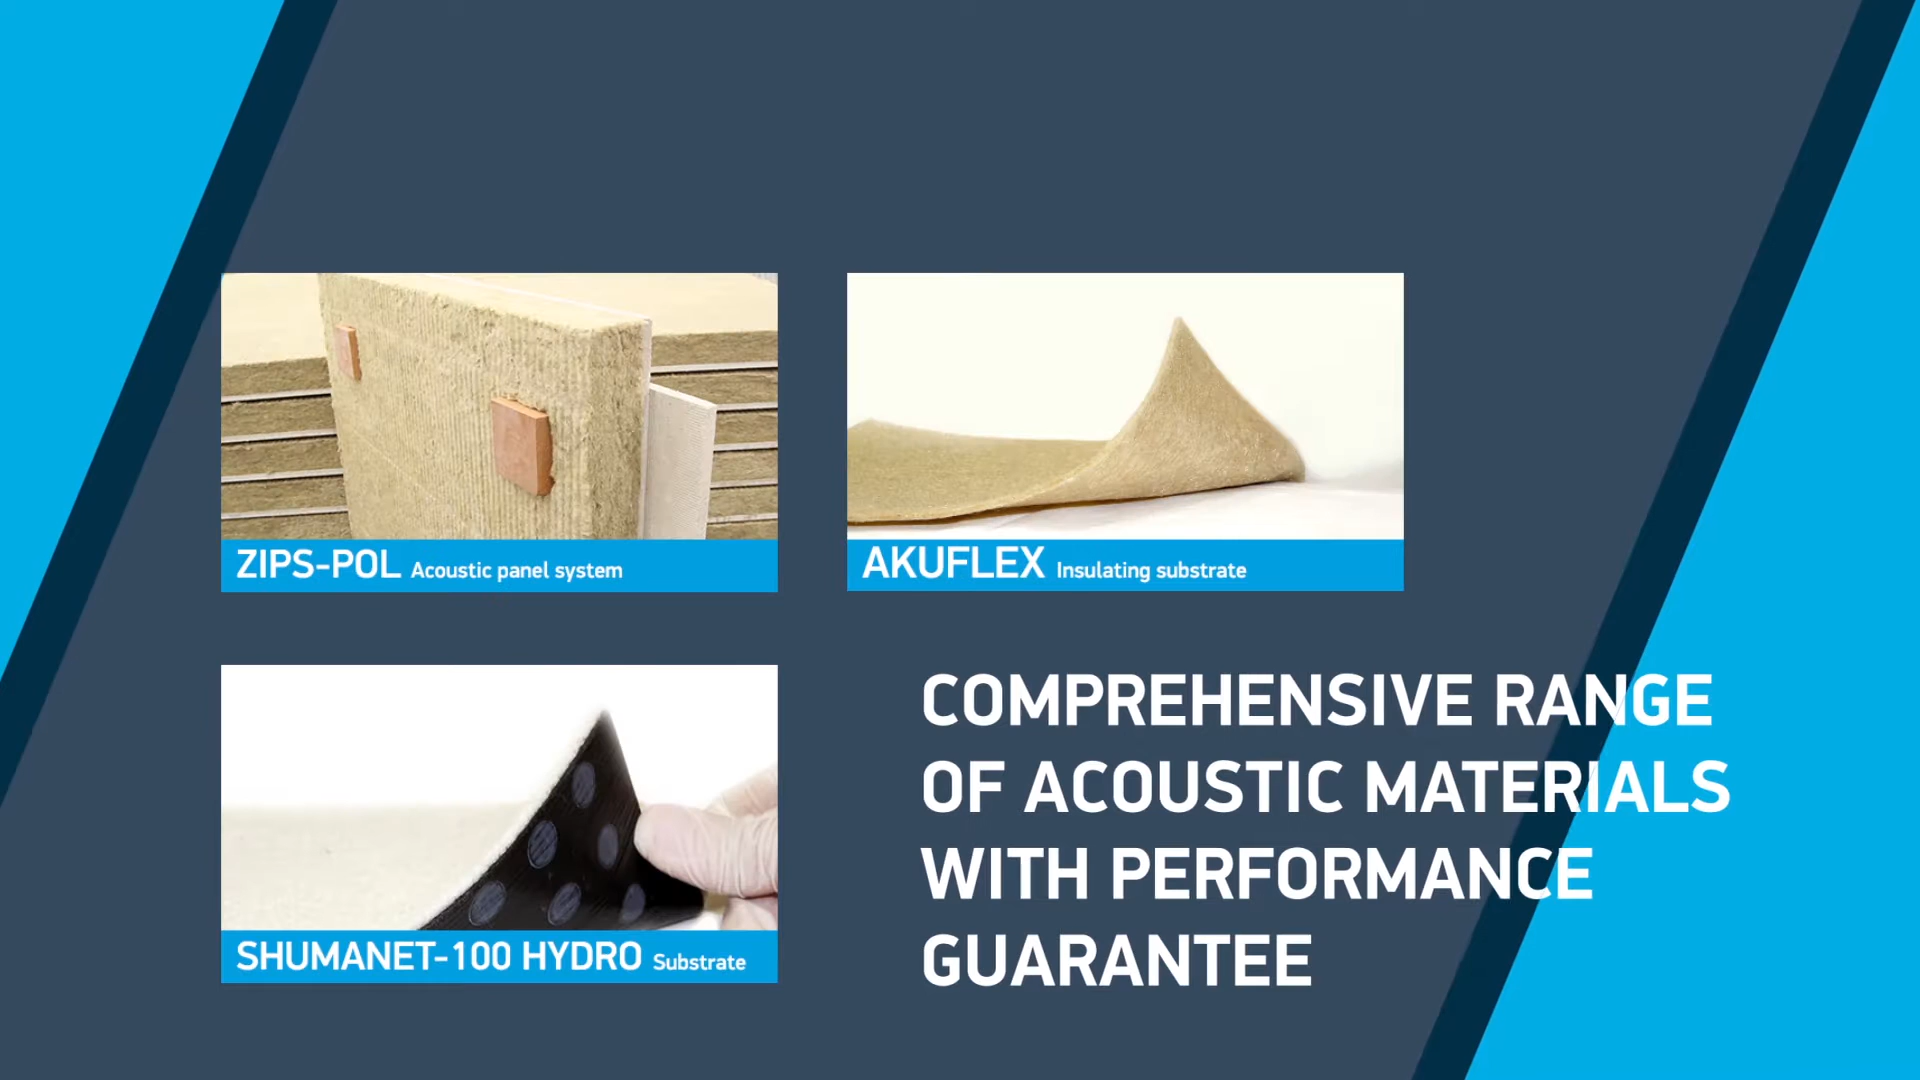 ZIPS-POL Acoustic panel system
AKUFLEX Insulating substrate
SHUMANET-100 HYDRO Substrate
COMPREHENSIVE RANGE
OF ACOUSTIC MATERIALS
WITH PERFORMANCE
GUARANTEE